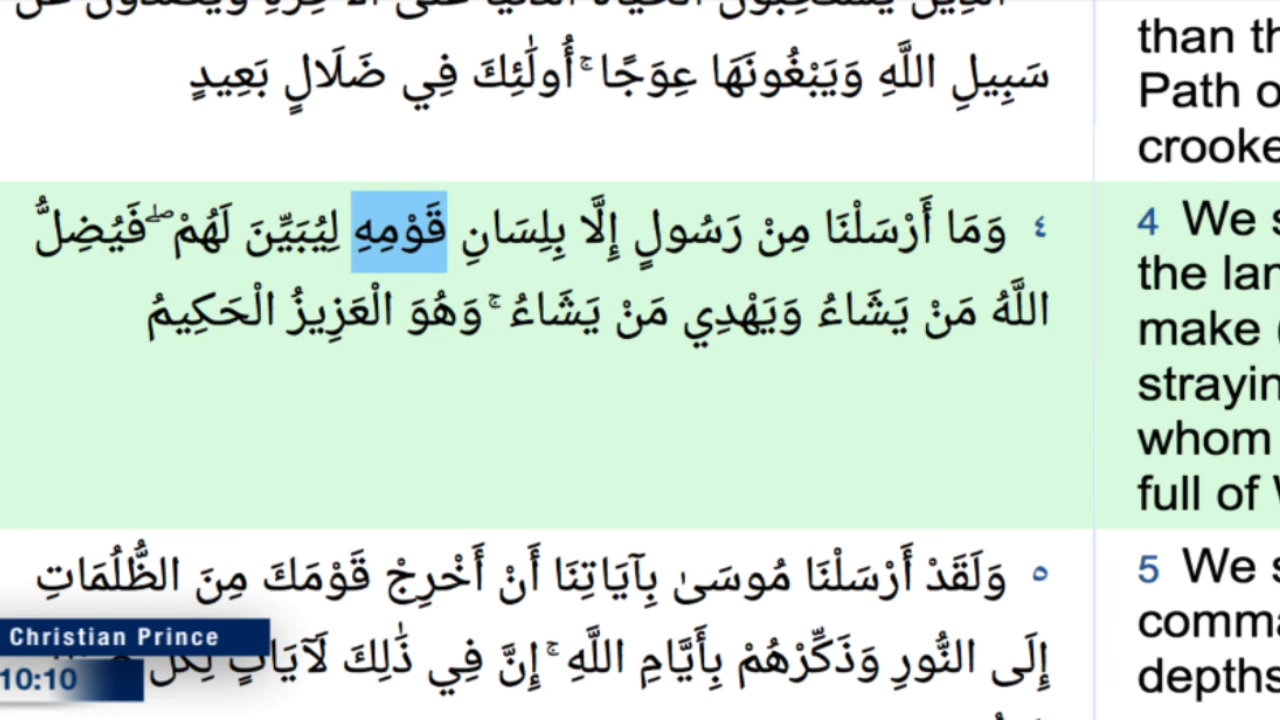 سَبِيلِ اللَّهِ وَيَبْغُونَهَا عِوَجًا ۚ أُولَٰئِكَ فِي ضَلَالٍ بَعِيدٍ
٤ وَمَا أَرْسَلْنَا مِنْ رَسُولٍ إِلَّا بِلِسَانِ قَوْمِهِ لِيُبَيِّنَ لَهُمْ ۖ فَيُضِلُّ
اللَّهُ مَنْ يَشَاءُ وَيَهْدِي مَنْ يَشَاءُ ۚ وَهُوَ الْعَزِيزُ الْحَكِيمُ
٥ وَلَقَدْ أَرْسَلْنَا مُوسَىٰ بِآيَاتِنَا أَنْ أَخْرِجْ قَوْمَكَ مِنَ الظُّلُمَاتِ
إِلَى النُّورِ وَذَكِّرْهُمْ بِأَيَّامِ اللَّهِ ۚ إِنَّ فِي ذَٰلِكَ لَآيَاتٍ لِكُلِّ
than th
Path o
crooke
4 We s
the lan
make (
strayin
whom
full of
5 We s
comma
depths
Christian Prince
10:10